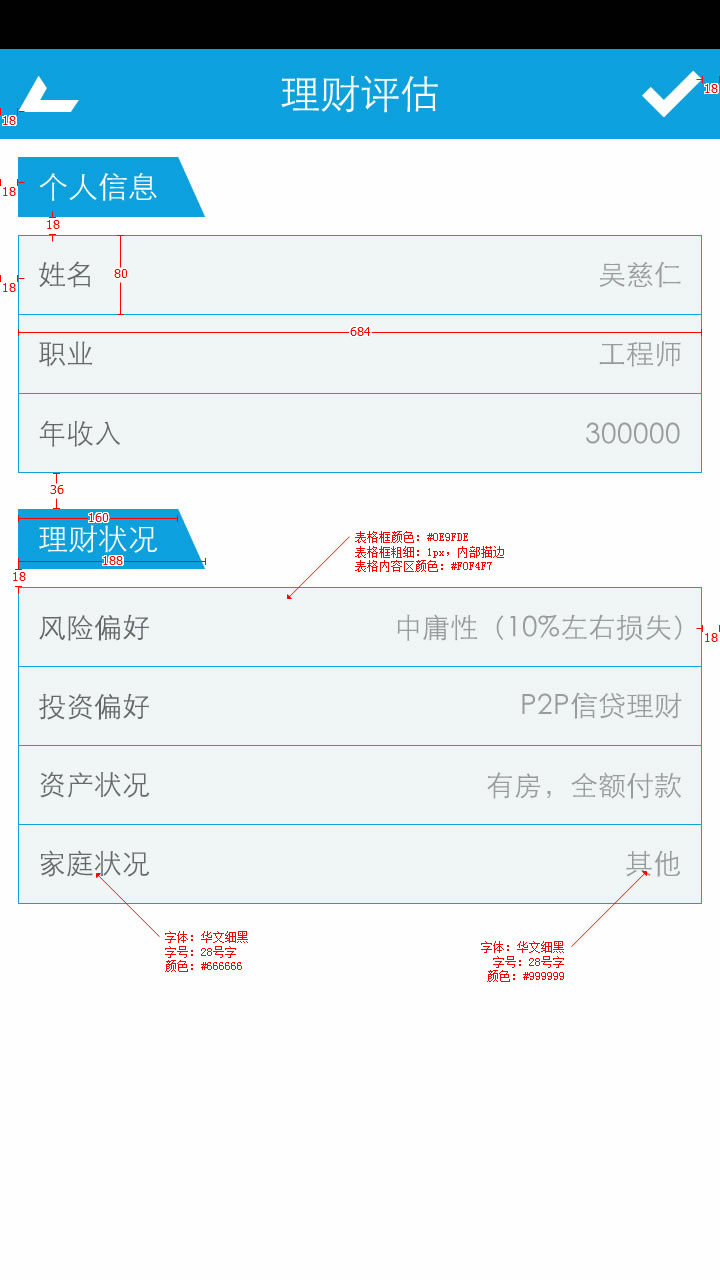 理财评估
18
18
个人信息
18
18
姓名
80
吴慈仁
18
684
职业
工程师
年收入
300000
36
160
理财状况
188
18
表格框颜色：#0E9FDE
表格框粗细：1px，内部描边
表格内容区颜色：#F0F4F7
风险偏好
中庸性（10%左右损失）
18
投资偏好
P2P信贷理财
资产状况
有房，全额付款
家庭状况
其他
字体：华文细黑
字号：28号字
颜色：#666666
字体：华文细黑
字号：28号字
颜色：#999999